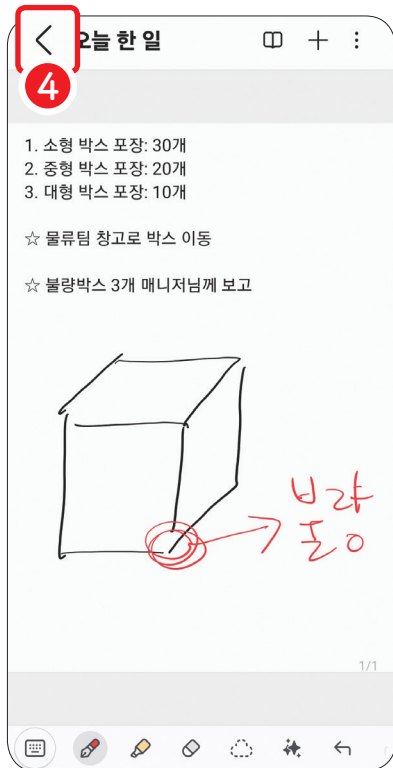 오늘 한 일
4
1. 소형 박스 포장: 30개
2. 중형 박스 포장: 20개
3. 대형 박스 포장: 10개
☆ 물류팀 창고로 박스 이동
☆ 불량박스 3개 매니저님께 보고
불량
1/1